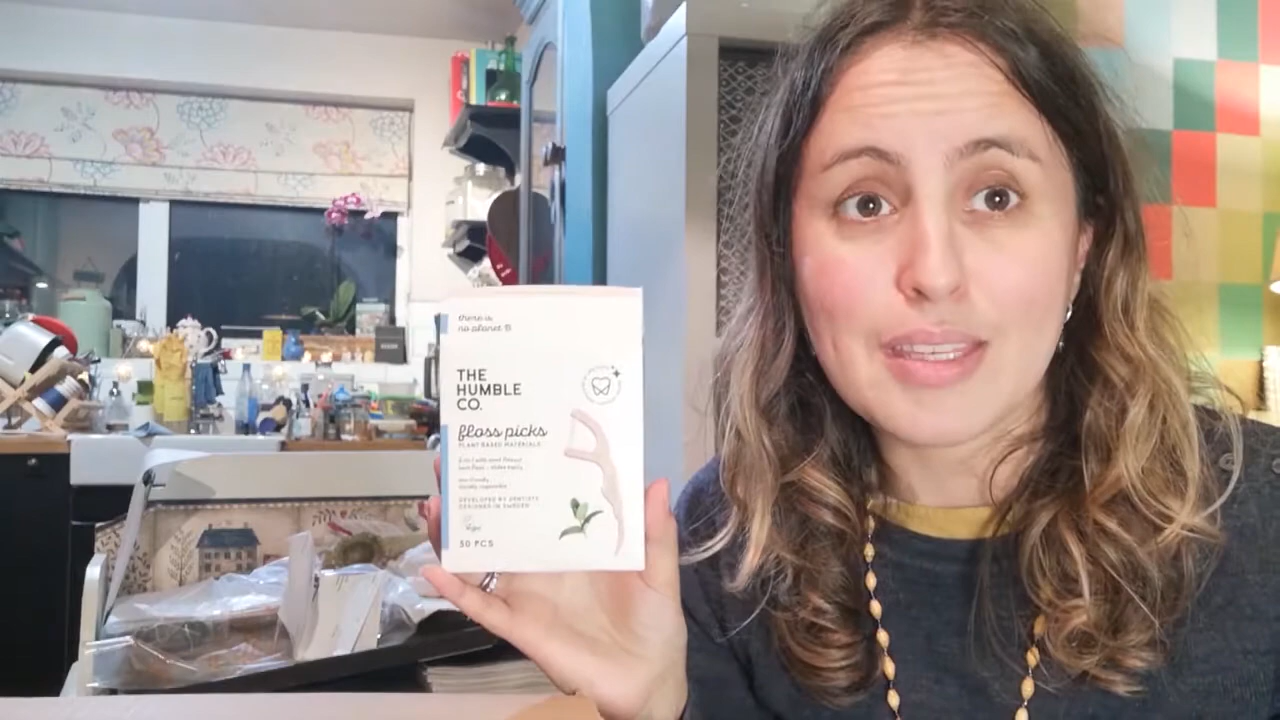 there is
no planet B
THE
HUMBLE
CO.
floss picks
PLANT BASED MATERIALS
DEVELOPED BY DENTISTS
DESIGNED IN SWEDEN
vegan
50 PCS